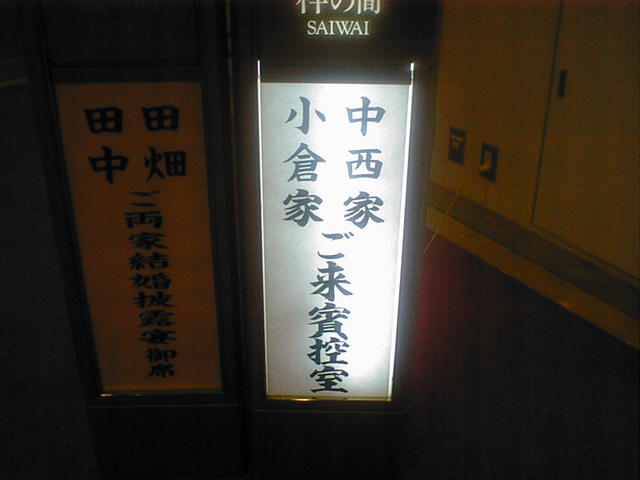 の間
SAIWAI
中西家
小倉家
ご来賓控室
田畑
田中
ご両家結婚披露宴御席